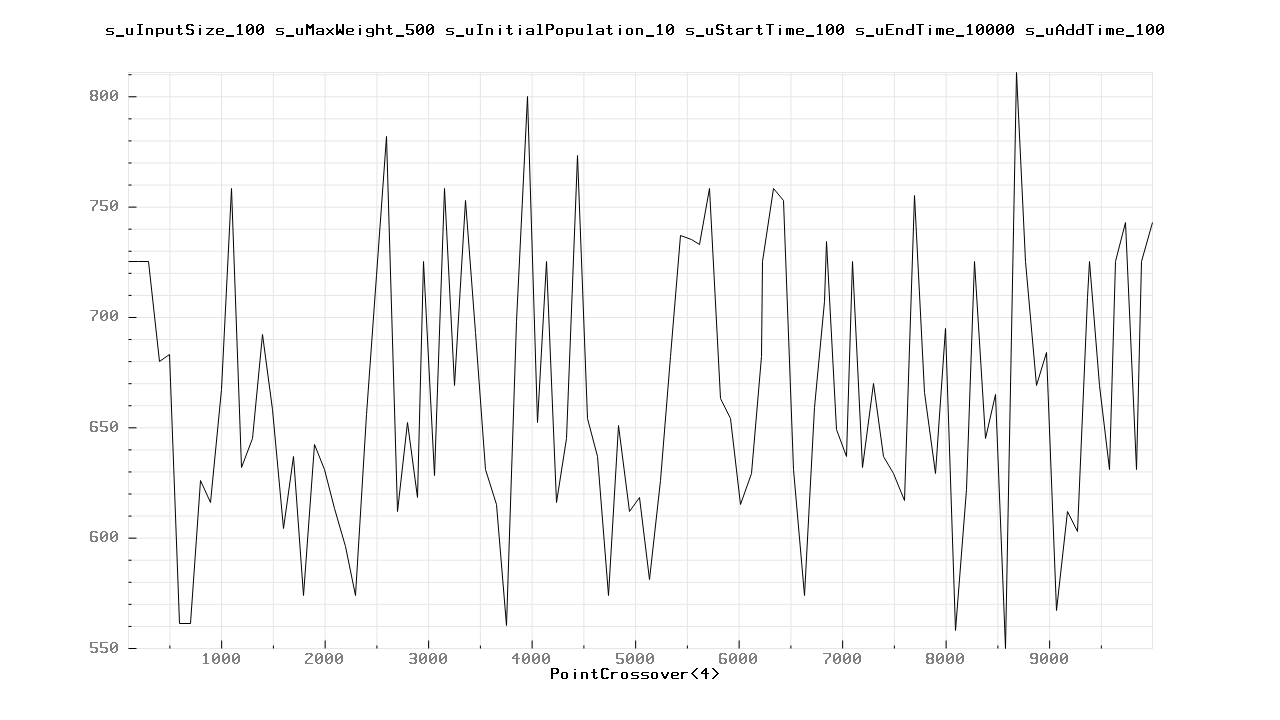 s_uInputSize_100 s_uMaxWeight_500 s_uInitialPopulation_10 s_uStartTime_100 s_uEndTime_10000 s_uAddTime_100
800
750
700
650
600
550
1000 2000 3000 4000 5000 6000 7000 8000 9000
PointCrossover<4>